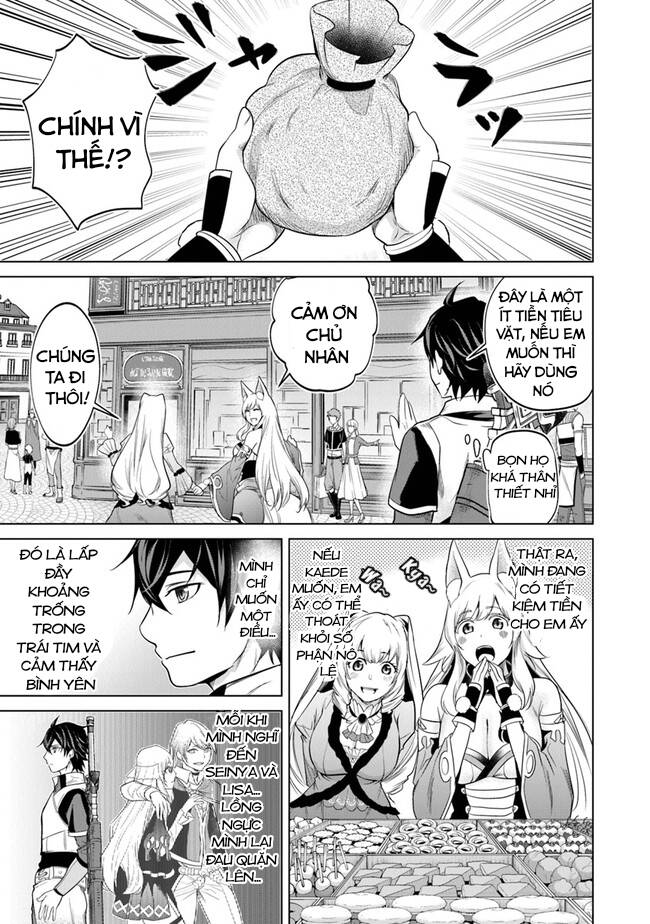 CHÍNH VÌ
THẾ!?
ĐÂY LÀ MỘT
ÍT TIỀN TIÊU
VẶT, NẾU EM
MUỐN THÌ
HÃY DÙNG
NÓ
CẢM ƠN
CHỦ
NHÂN
CHÚNG
TA ĐI
THÔI!
BỌN HỌ
KHÁ THÂN
THIẾT NHỈ
THẬT RA,
MÌNH ĐANG
CÓ TIẾT
KIỆM TIỀN
CHO EM ẤY
Kya~
Wa~
NẾU
KAEDE
MUỐN, EM
ẤY CÓ THỂ
THOÁT
KHỎI SỐ
PHẬN NÔ
LỆ
MÌNH
CHỈ
MUỐN
MỘT
ĐIỀU...
ĐÓ LÀ LẤP
ĐẦY
KHOẢNG
TRỐNG
TRONG
TRÁI TIM VÀ
CẢM THẤY
BÌNH YÊN
MỖI KHI
MÌNH NGHĨ
ĐẾN
SEINYA VÀ
LISA...
LỒNG
NGỰC
MÌNH LẠI
ĐAU QUẶN
LÊN...